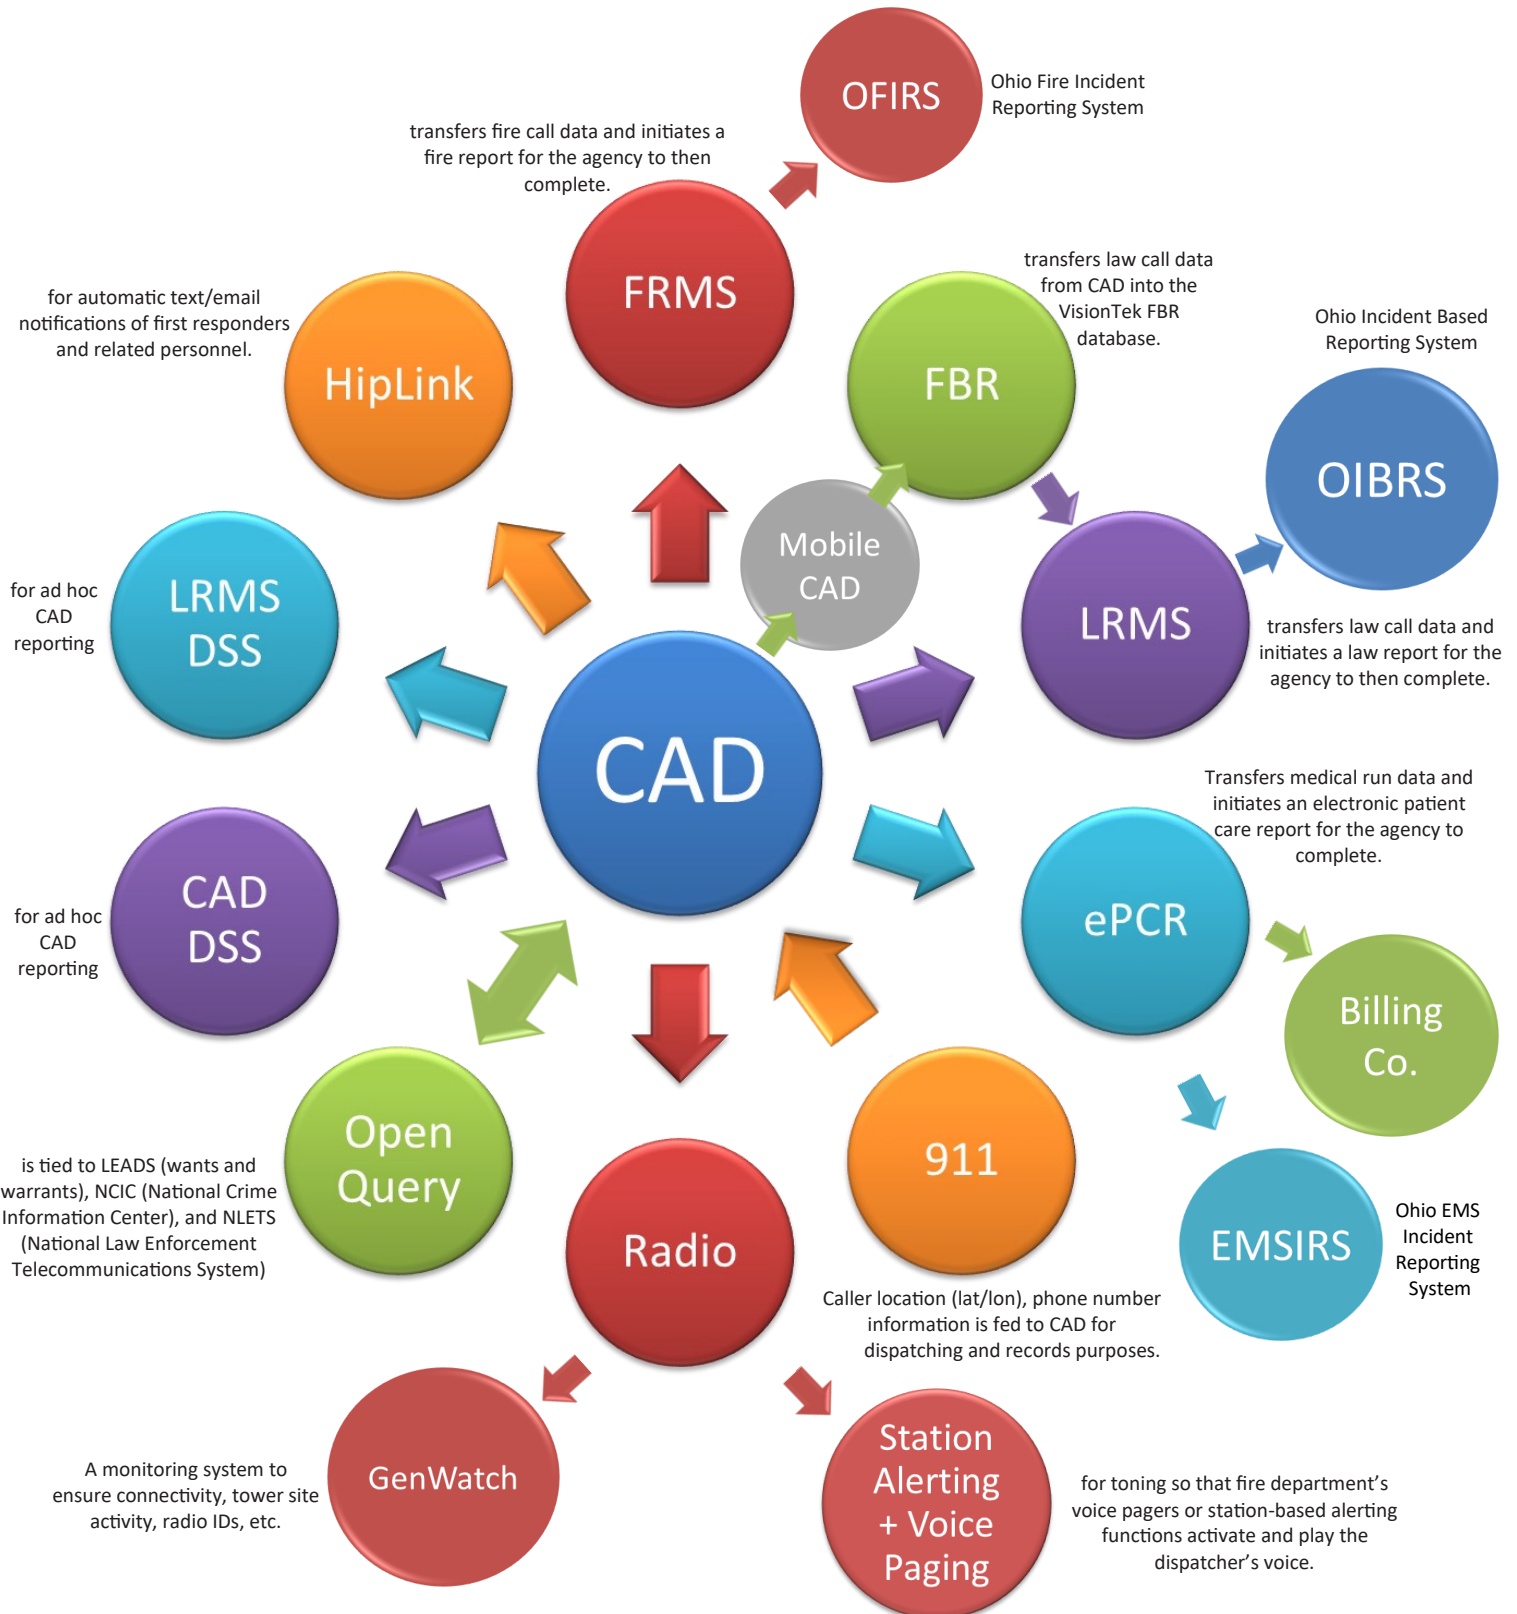 OFIRS
Ohio Fire Incident
Reporting System
transfers fire call data and initiates a
fire report for the agency to then
complete.
FRMS
transfers law call data
from CAD into the
VisionTek FBR
database.
FBR
for automatic text/email
notifications of first responders
and related personnel.
HipLink
Ohio Incident Based
Reporting System
OIBRS
Mobile
CAD
for ad hoc
CAD
reporting
LRMS
DSS
LRMS
transfers law call data and
initiates a law report for the
agency to then complete.
CAD
Transfers medical run data and
initiates an electronic patient
care report for the agency to
complete.
for ad hoc
CAD
reporting
CAD
DSS
ePCR
Billing
Co.
Open
Query
is tied to LEADS (wants and
warrants), NCIC (National Crime
Information Center), and NLETS
(National Law Enforcement
Telecommunications System)
Radio
911
Caller location (lat/lon), phone number
information is fed to CAD for
dispatching and records purposes.
EMSIRS
Ohio EMS
Incident
Reporting
System
A monitoring system to
ensure connectivity, tower site
activity, radio IDs, etc.
GenWatch
Station
Alerting
+ Voice
Paging
for toning so that fire department’s
voice pagers or station-based alerting
functions activate and play the
dispatcher’s voice.